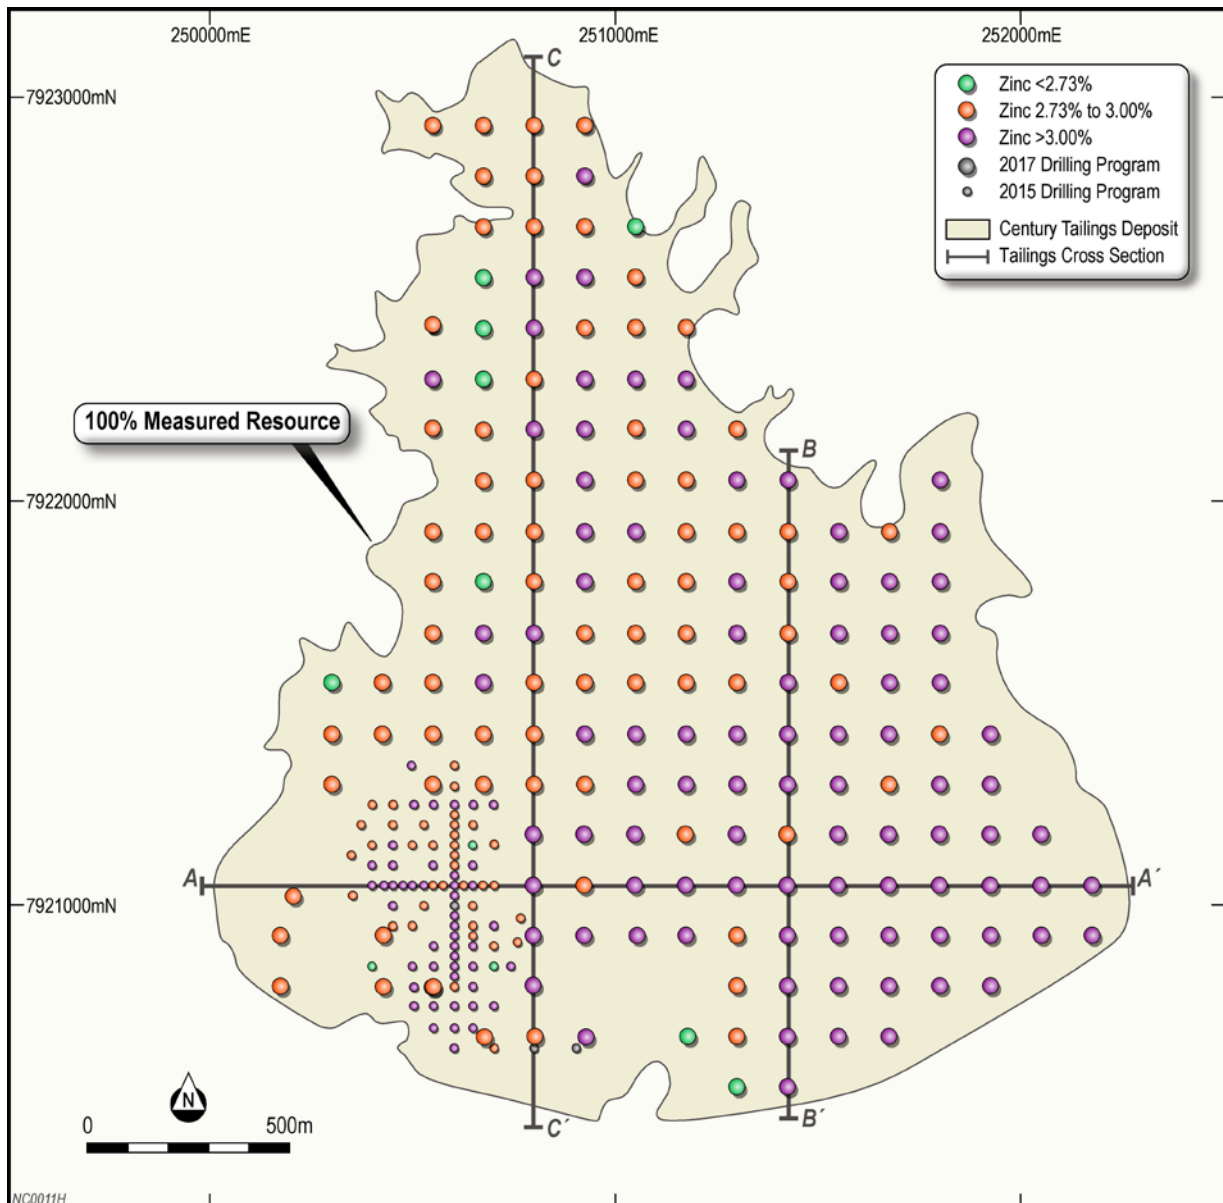 250000mE
251000mE
252000mE
C
7923000mN
Zinc <2.73%
Zinc 2.73% to 3.00%
Zinc >3.00%
2017 Drilling Program
2015 Drilling Program
Century Tailings Deposit
Tailings Cross Section
100% Measured Resource
B
7922000mN
A
A´
7921000mN
N
0
500m
C´
B´
NC0011H